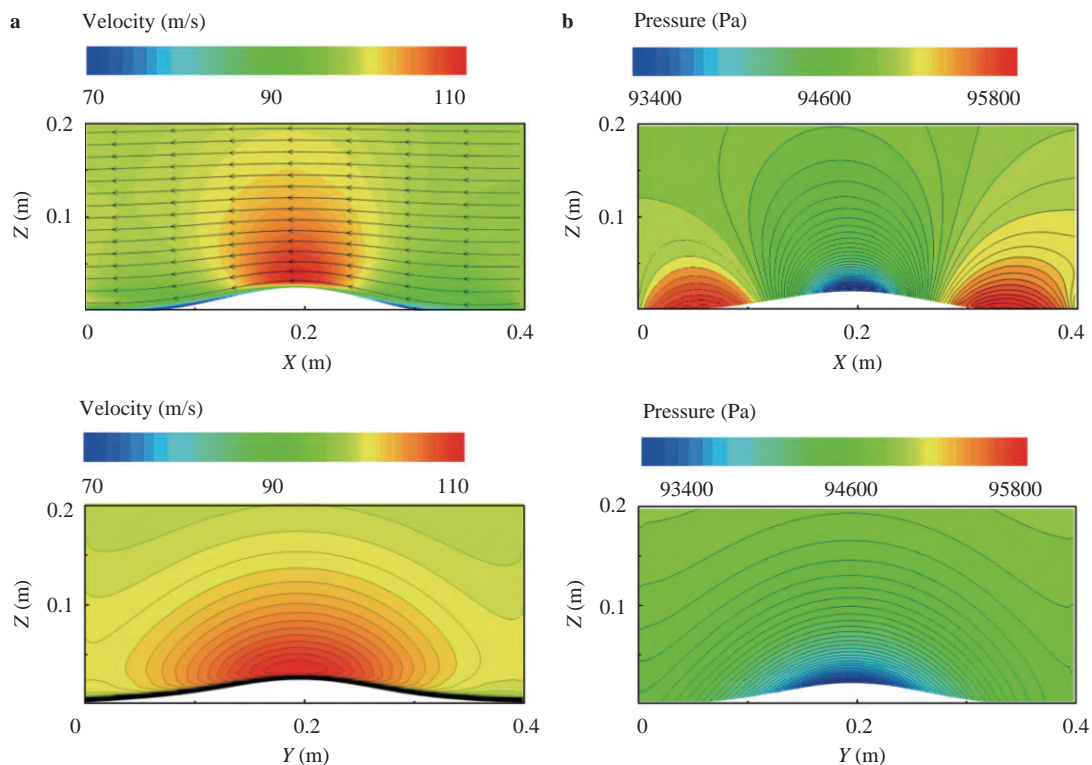 a Velocity (m/s) b Pressure (Pa)
70 90 110 93400 94600 95800
0.2 0.2
0.1 0.1
Z (m) Z (m)
0 0.2 0.4 0 0.2 0.4
X (m) X (m)
Velocity (m/s) Pressure (Pa)
70 90 110 93400 94600 95800
0.2 0.2
0.1 0.1
Z (m) Z (m)
0 0.2 0.4 0 0.2 0.4
Y (m) Y (m)